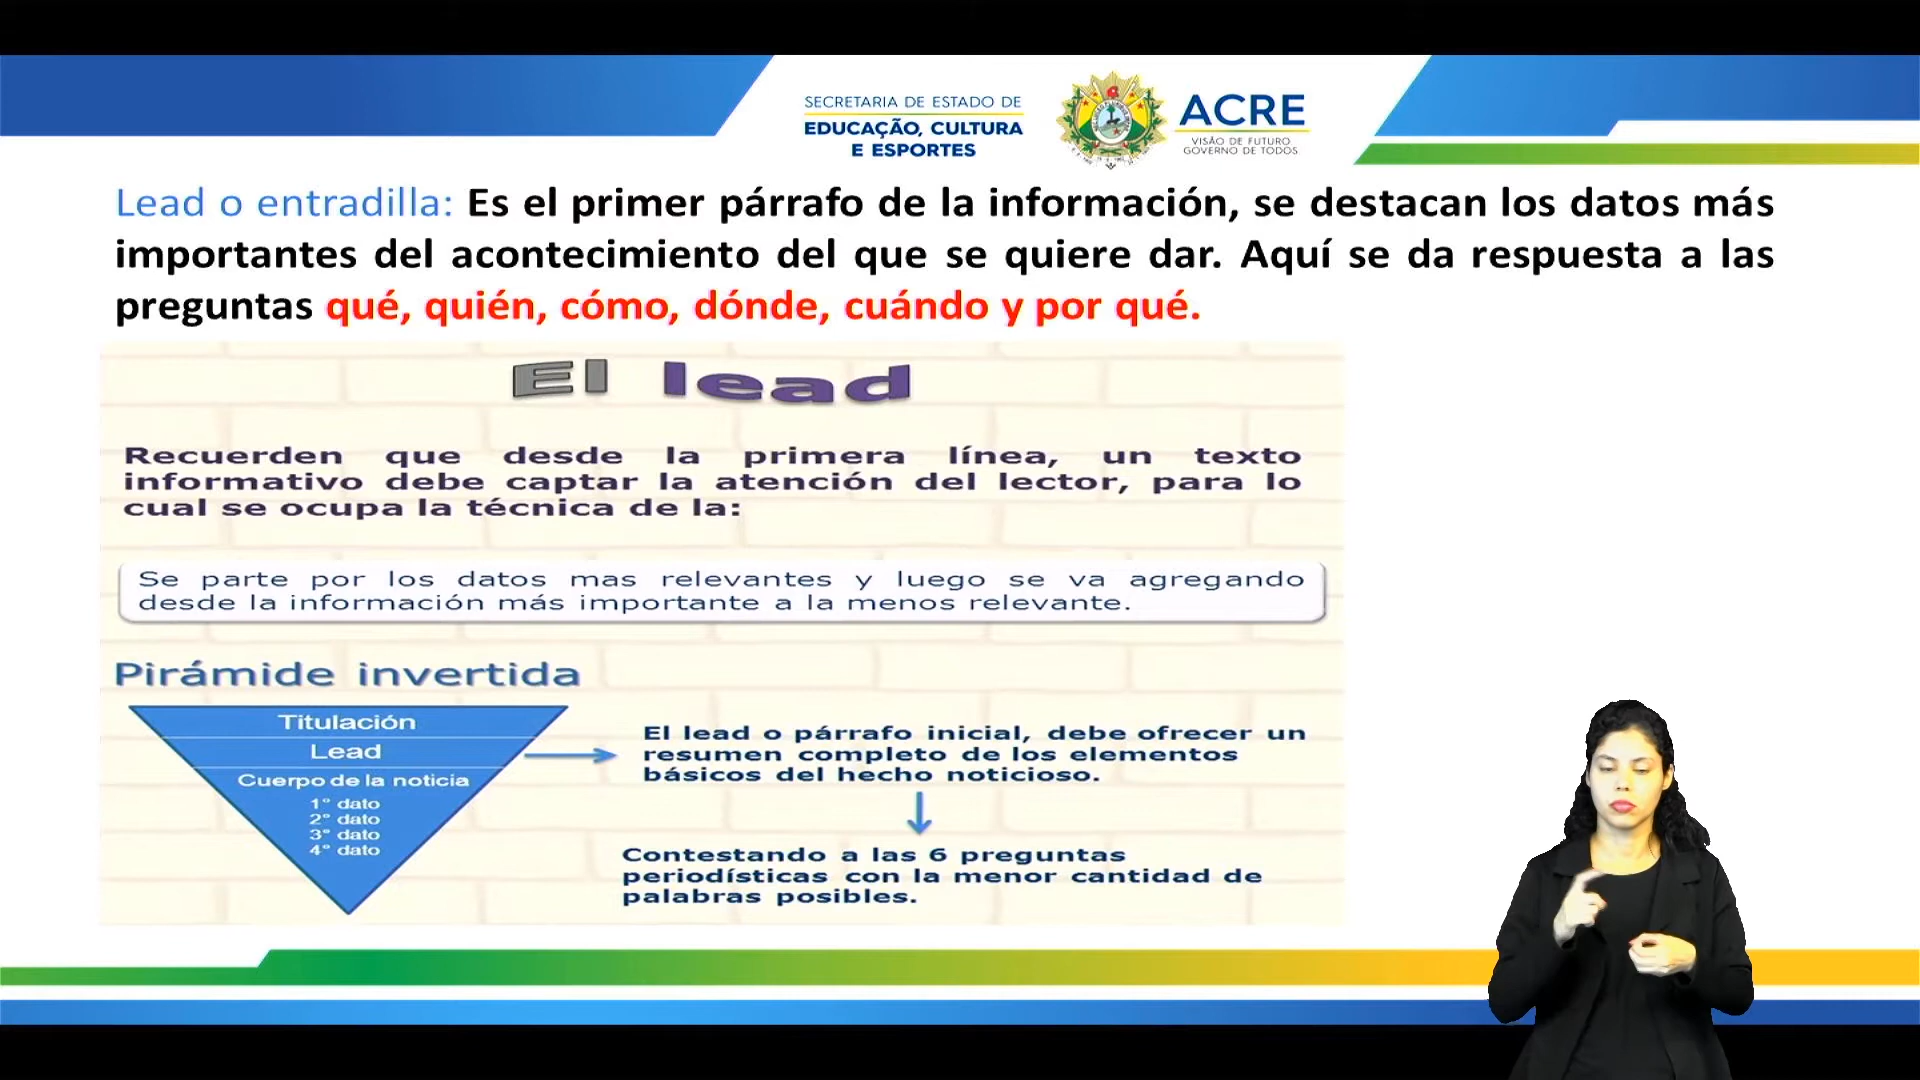 SECRETARIA DE ESTADO DE
EDUCAÇÃO, CULTURA
E ESPORTES
ACRE
VISÃO DE FUTURO
GOVERNO DE TODOS
Lead o entradilla: Es el primer párrafo de la información, se destacan los datos más
importantes del acontecimiento del que se quiere dar. Aquí se da respuesta a las
preguntas qué, quién, cómo, dónde, cuándo y por qué.
El lead
Recuerden que desde la primera línea, un texto
informativo debe captar la atención del lector, para lo
cual se ocupa la técnica de la:
Se parte por los datos mas relevantes y luego se va agregando
desde la información más importante a la menos relevante.
Pirámide invertida
Titulación
Lead
Cuerpo de la noticia
1° dato
2° dato
3° dato
4° dato
El lead o párrafo inicial, debe ofrecer un
resumen completo de los elementos
básicos del hecho noticioso.
Contestando a las 6 preguntas
periodísticas con la menor cantidad de
palabras posibles.